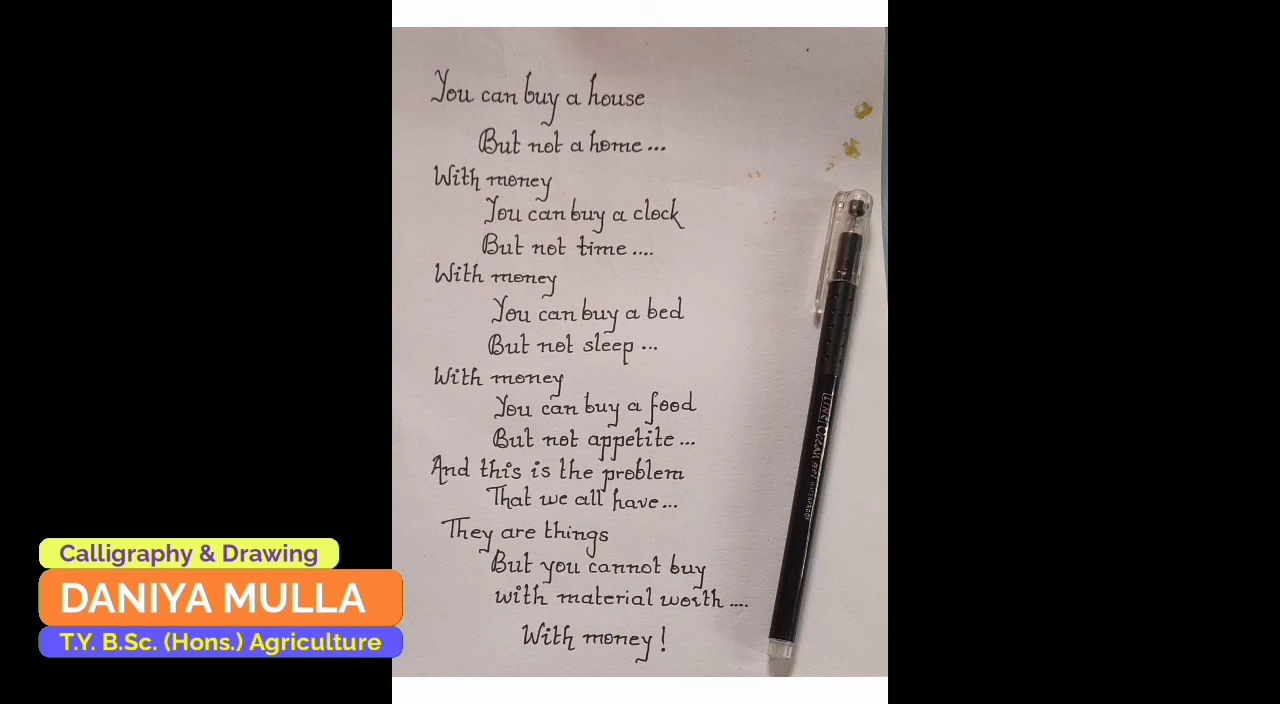 You can buy a house
But not a home ...
With money
You can buy a clock
But not time ....
With money
You can buy a bed
But not sleep ...
With money
You can buy a food
But not appetite ...
And this is the problem
That we all have ...
They are things
But you cannot buy
with material worth ....
With money !
Calligraphy & Drawing
DANIYA MULLA
T.Y. B.Sc. (Hons.) Agriculture